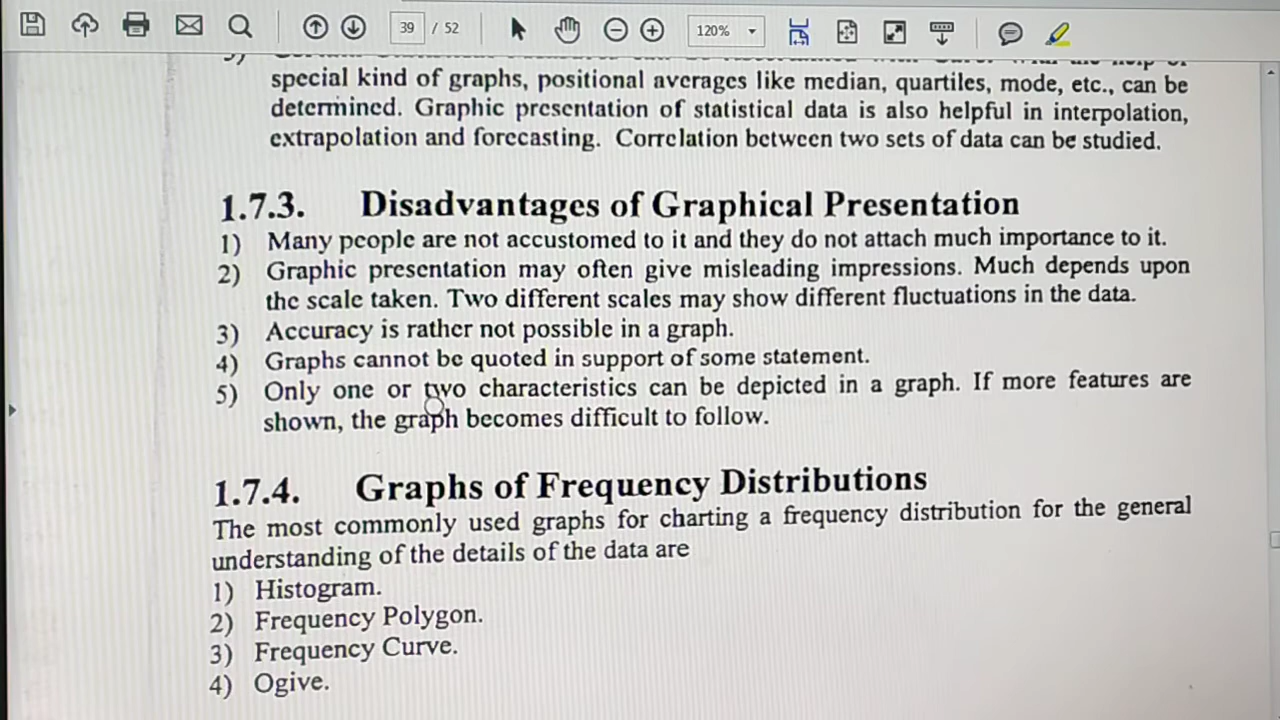 39 / 52
120%
special kind of graphs, positional averages like median, quartiles, mode, etc., can be
determined. Graphic presentation of statistical data is also helpful in interpolation,
extrapolation and forecasting. Correlation between two sets of data can be studied.
1.7.3. Disadvantages of Graphical Presentation
1) Many people are not accustomed to it and they do not attach much importance to it.
2) Graphic presentation may often give misleading impressions. Much depends upon
the scale taken. Two different scales may show different fluctuations in the data.
3) Accuracy is rather not possible in a graph.
4) Graphs cannot be quoted in support of some statement.
5) Only one or two characteristics can be depicted in a graph. If more features are
shown, the graph becomes difficult to follow.
1.7.4. Graphs of Frequency Distributions
The most commonly used graphs for charting a frequency distribution for the general
understanding of the details of the data are
1) Histogram.
2) Frequency Polygon.
3) Frequency Curve.
4) Ogive.